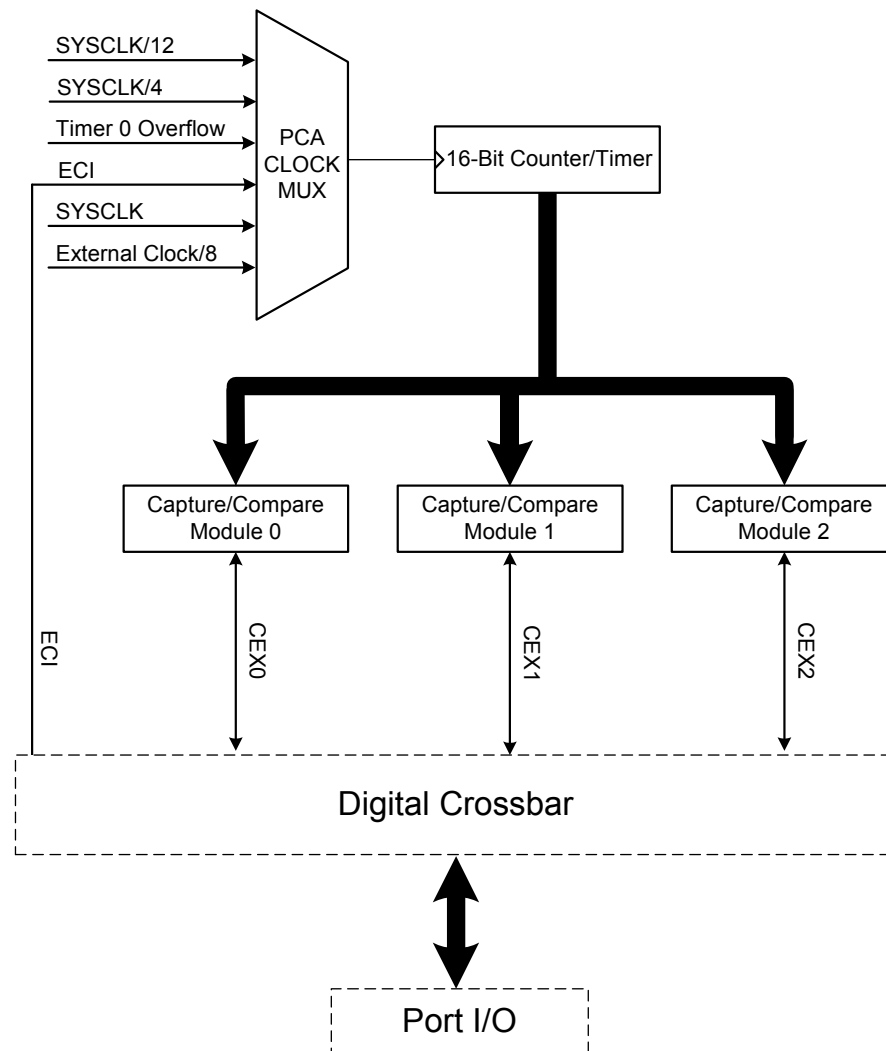 SYSCLK/12
SYSCLK/4
Timer 0 Overflow
ECI
SYSCLK
External Clock/8
PCA
CLOCK
MUX
16-Bit Counter/Timer
Capture/Compare
Module 0
Capture/Compare
Module 1
Capture/Compare
Module 2
ECI
CEX0
CEX1
CEX2
Digital Crossbar
Port I/O